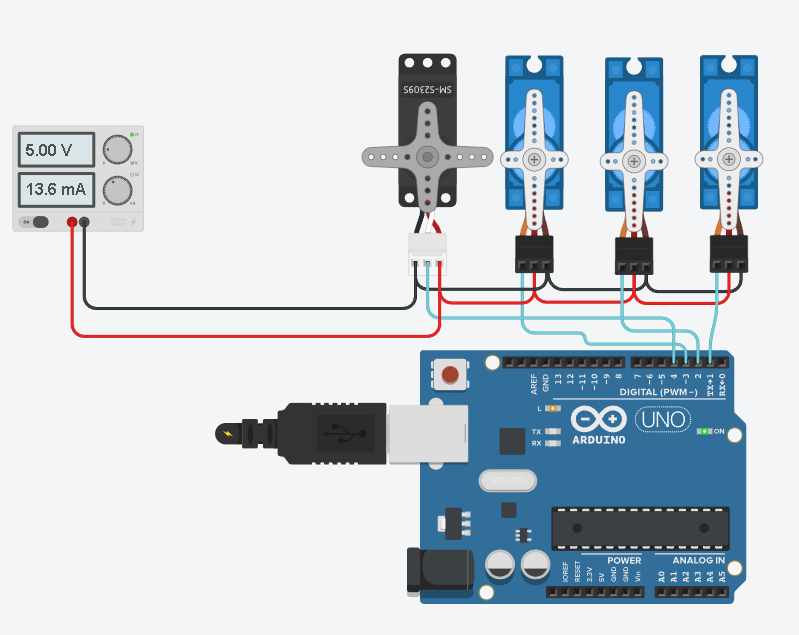 5.00 V
13.6 mA
ON
SM-S2309S
AREF
GND
13
12
~11
~10
~9
8
7
~6
~5
4
~3
2
TX→1
RX←0
DIGITAL (PWM~)
L
TX
RX
ARDUINO
UNO
ON
POWER
ANALOG IN
IOREF
RESET
3.3V
5V
GND
GND
Vin
A0
A1
A2
A3
A4
A5